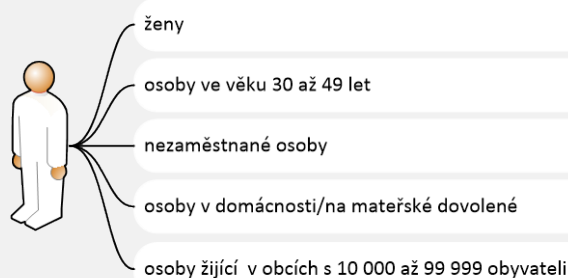 ženy
osoby ve věku 30 až 49 let
nezaměstnané osoby
osoby v domácnosti/na mateřské dovolené
osoby žijící  v obcích s 10 000 až 99 999 obyvateli